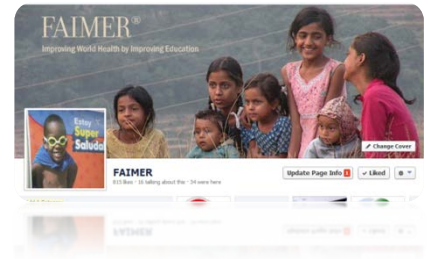 FAIMER®
Improving World Health by Improving Education
Change Cover
Estoy
Super
Saluda
FAIMER
815 likes · 16 talking about this · 34 were here
Update Page Info 1
Liked